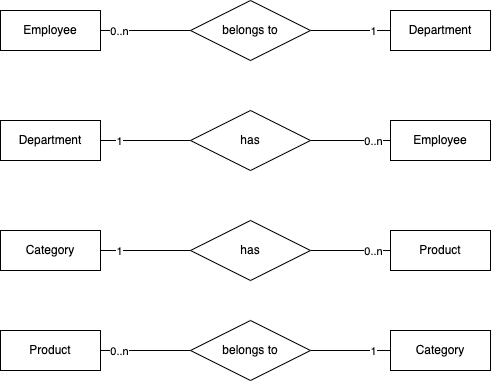 Employee 0..n belongs to 1 Department
Department 1 has 0..n Employee
Category 1 has 0..n Product
Product 0..n belongs to 1 Category